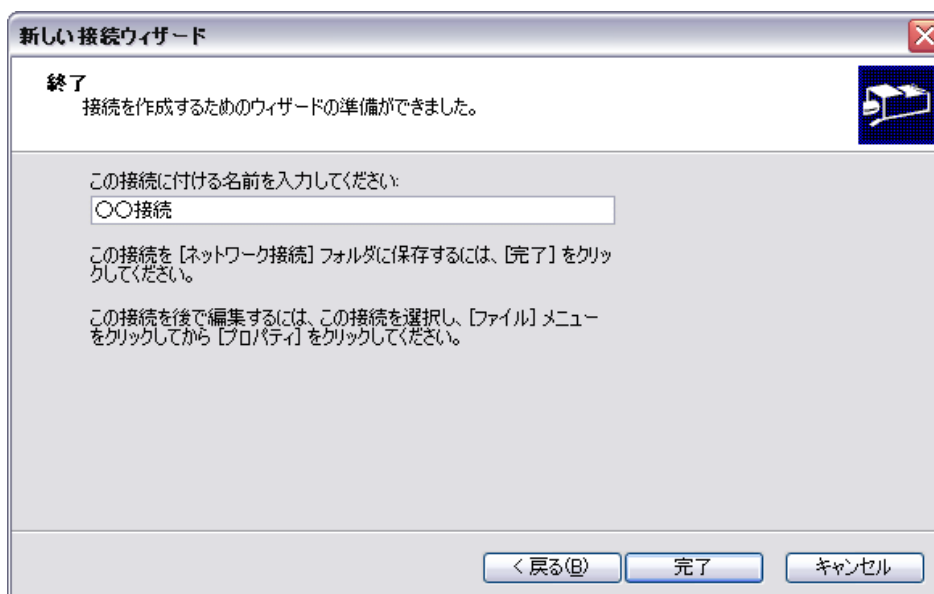 新しい接続ウィザード
終了
接続を作成するためのウィザードの準備ができました。
この接続に付ける名前を入力してください:
〇〇接続
この接続を [ネットワーク接続] フォルダに保存するには、[完了] をクリッ
クしてください。
この接続を後で編集するには、この接続を選択し、[ファイル] メニュー
をクリックしてから [プロパティ] をクリックしてください。
< 戻る(B) 完了 キャンセル